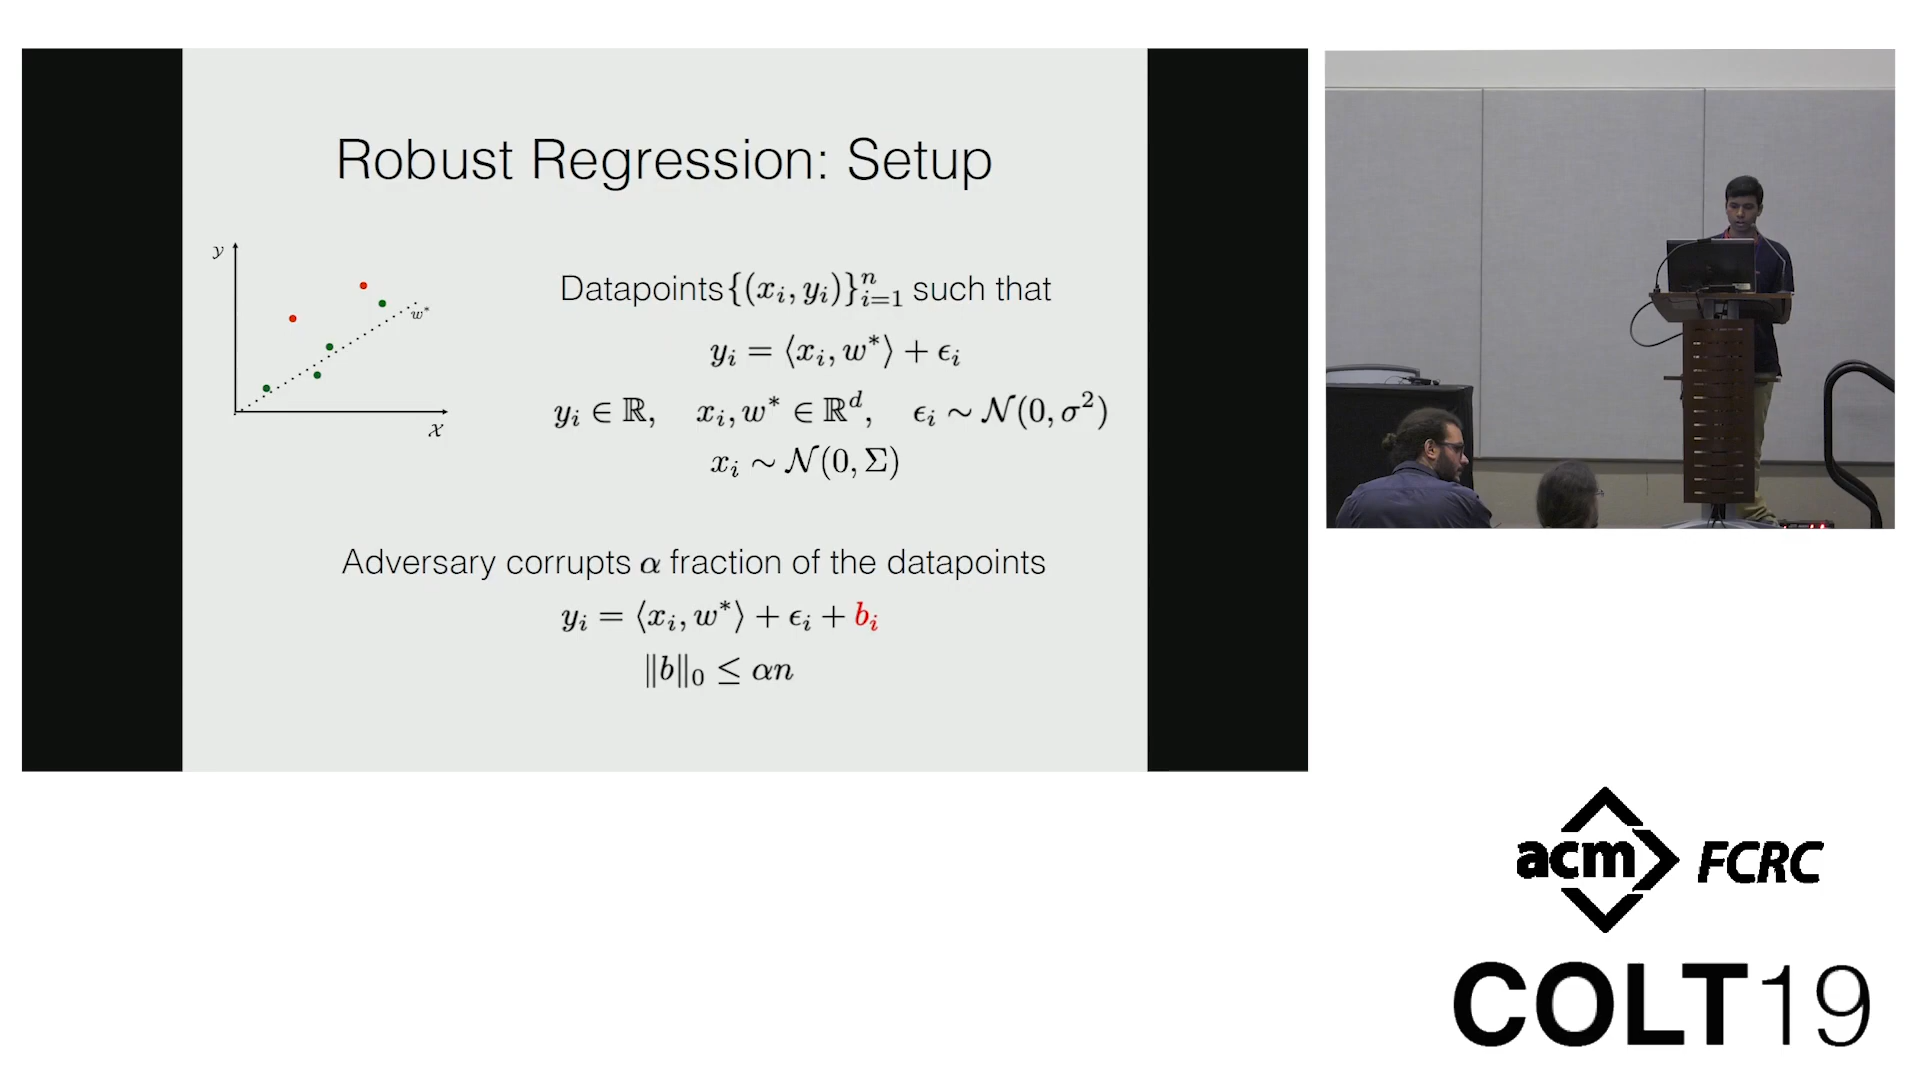 Robust Regression: Setup
y
w*
x
Datapoints {(x_i, y_i)}_{i=1}^n such that
y_i = ⟨x_i, w*⟩ + ϵ_i
y_i ∈ ℝ, x_i, w* ∈ ℝ^d, ϵ_i ∼ 𝒩(0, σ²)
x_i ∼ 𝒩(0, Σ)
Adversary corrupts α fraction of the datapoints
y_i = ⟨x_i, w*⟩ + ϵ_i + b_i
‖b‖₀ ≤ αn
acm FCRC
COLT19